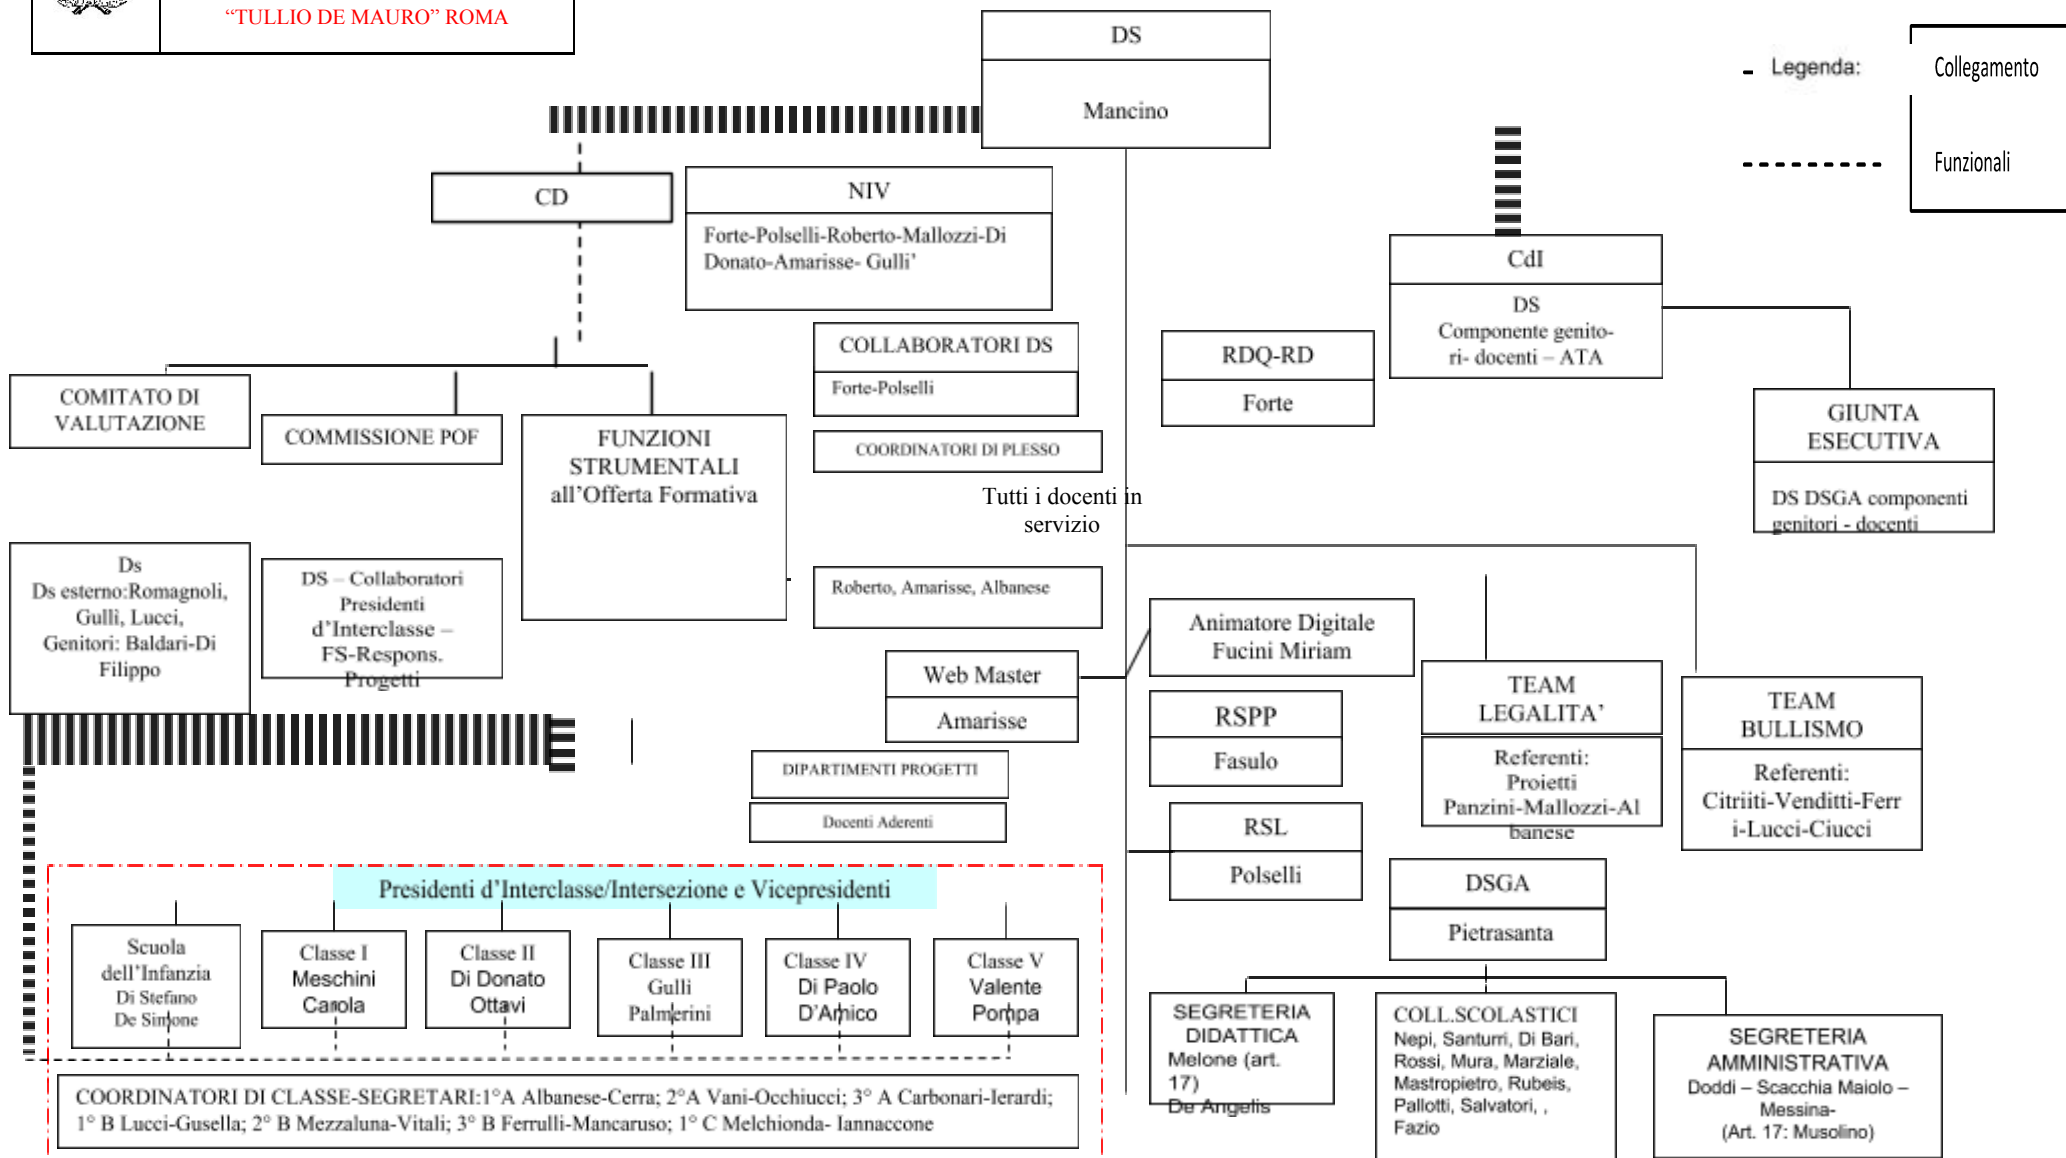 “TULLIO DE MAURO” ROMA
DS
Mancino
Legenda:
Collegamento
Funzionali
CD
NIV
Forte-Polselli-Roberto-Mallozzi-Di
Donato-Amarisse- Gulli’
CdI
DS
Componente genito-
ri- docenti – ATA
COLLABORATORI DS
Forte-Polselli
RDQ-RD
Forte
COMITATO DI
VALUTAZIONE
COMMISSIONE POF
FUNZIONI
STRUMENTALI
all’Offerta Formativa
COORDINATORI DI PLESSO
GIUNTA
ESECUTIVA
DS DSGA componenti
genitori - docenti
Tutti i docenti in
servizio
Ds
Ds esterno:Romagnoli,
Gulli, Lucci,
Genitori: Baldari-Di
Filippo
DS – Collaboratori
Presidenti
d’Interclasse –
FS-Respons.
Progetti
Roberto, Amarisse, Albanese
Animatore Digitale
Fucini Miriam
Web Master
Amarisse
RSPP
Fasulo
TEAM
LEGALITA’
Referenti:
Proietti
Panzini-Mallozzi-Al
banese
TEAM
BULLISMO
Referenti:
Citriiti-Venditti-Ferr
i-Lucci-Ciucci
DIPARTIMENTI PROGETTI
Docenti Aderenti
RSL
Polselli
DSGA
Pietrasanta
Presidenti d’Interclasse/Intersezione e Vicepresidenti
Scuola
dell’Infanzia
Di Stefano
De Simone
Classe I
Meschini
Carola
Classe II
Di Donato
Ottavi
Classe III
Gulli
Palmerini
Classe IV
Di Paolo
D’Amico
Classe V
Valente
Pompa
SEGRETERIA
DIDATTICA
Melone (art.
17)
De Angelis
COLL.SCOLASTICI
Nepi, Santurri, Di Bari,
Rossi, Mura, Marziale,
Mastropietro, Rubeis,
Pallotti, Salvatori, ,
Fazio
SEGRETERIA
AMMINISTRATIVA
Doddi – Scacchia Maiolo –
Messina-
(Art. 17: Musolino)
COORDINATORI DI CLASSE-SEGRETARI:1°A Albanese-Cerra; 2°A Vani-Occhiucci; 3° A Carbonari-Ierardi;
1° B Lucci-Gusella; 2° B Mezzaluna-Vitali; 3° B Ferrulli-Mancaruso; 1° C Melchionda- Iannaccone